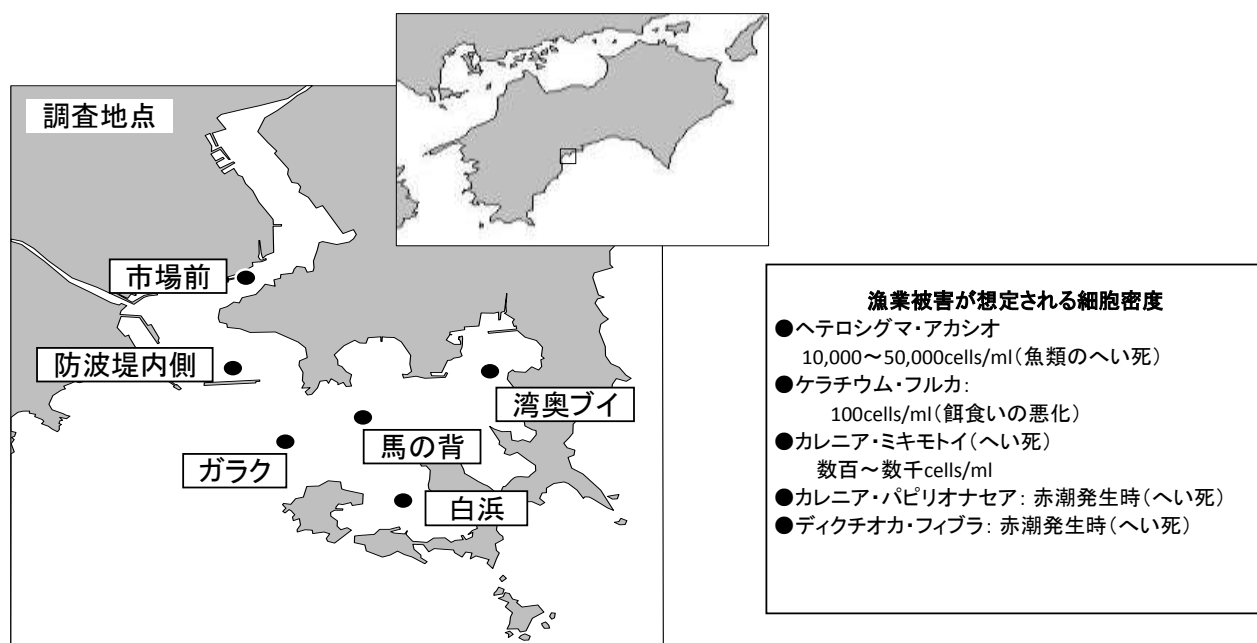 調査地点
市場前
防波堤内側
湾奥ブイ
馬の背
ガラク
白浜
漁業被害が想定される細胞密度
●ヘテロシグマ・アカシオ
10,000～50,000cells/ml(魚類のへい死)
●ケラチウム・フルカ:
100cells/ml(餌食いの悪化)
●カレニア・ミキモトイ(へい死)
数百～数千cells/ml
●カレニア・パピリオナセア: 赤潮発生時(へい死)
●ディクチオカ・フィブラ: 赤潮発生時(へい死)